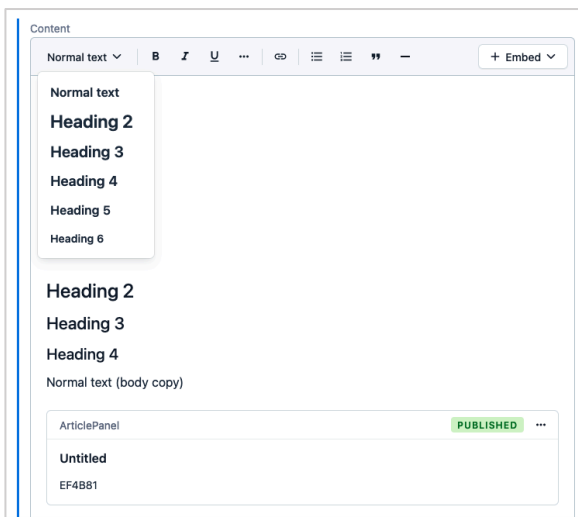 Content
Normal text B I U ... + Embed
Normal text
Heading 2
Heading 3
Heading 4
Heading 5
Heading 6
Heading 2
Heading 3
Heading 4
Normal text (body copy)
ArticlePanel PUBLISHED ...
Untitled
EF4B81